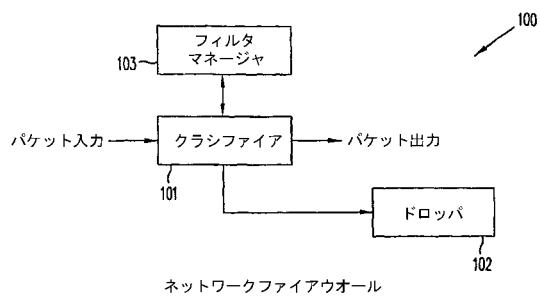 100
フィルタ
マネージャ
103
パケット入力
クラシファイア
パケット出力
101
ドロッパ
102
ネットワークファイアウオール